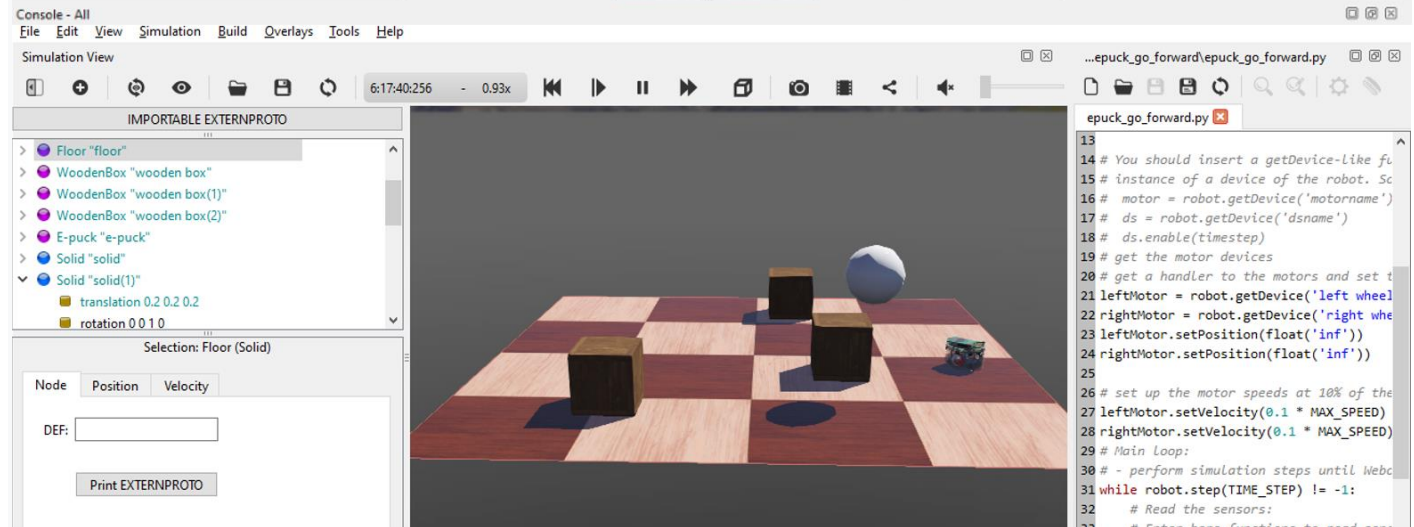 Console - All
File Edit View Simulation Build Overlays Tools Help
Simulation View
6:17:40:256 - 0.93x
IMPORTABLE EXTERNPROTO
Floor "floor"
WoodenBox "wooden box"
WoodenBox "wooden box(1)"
WoodenBox "wooden box(2)"
E-puck "e-puck"
Solid "solid"
Solid "solid(1)"
translation 0.2 0.2 0.2
rotation 0 0 1 0
Selection: Floor (Solid)
Node Position Velocity
DEF:
Print EXTERNPROTO
...epuck_go_forward\epuck_go_forward.py
epuck_go_forward.py
13
14 # You should insert a getDevice-like fu
15 # instance of a device of the robot. So
16 #  motor = robot.getDevice('motorname')
17 #  ds = robot.getDevice('dsname')
18 #  ds.enable(timestep)
19 # get the motor devices
20 # get a handler to the motors and set t
21 leftMotor = robot.getDevice('left wheel
22 rightMotor = robot.getDevice('right whe
23 leftMotor.setPosition(float('inf'))
24 rightMotor.setPosition(float('inf'))
25
26 # set up the motor speeds at 10% of the
27 leftMotor.setVelocity(0.1 * MAX_SPEED)
28 rightMotor.setVelocity(0.1 * MAX_SPEED)
29 # Main loop:
30 # - perform simulation steps until Webo
31 while robot.step(TIME_STEP) != -1:
32     # Read the sensors: